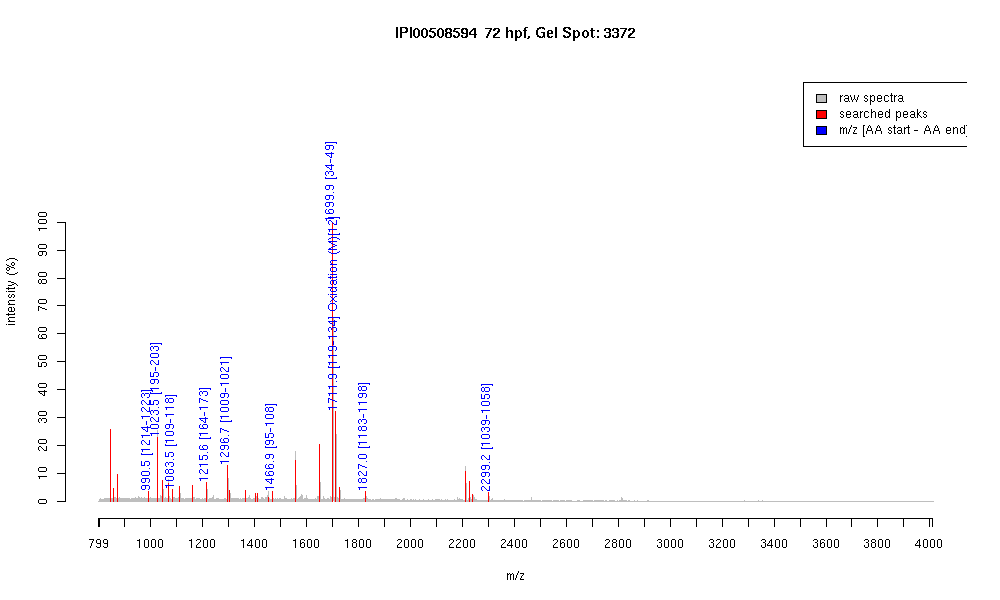 IPI00508594 72 hpf, Gel Spot: 3372
raw spectra
searched peaks
m/z [AA start - AA end]
intensity (%)
100
90
80
70
60
50
40
30
20
10
0
990.5 [1214-1223]
1023.5 [195-203]
1083.5 [109-118]
1215.6 [164-173]
1296.7 [1009-1021]
1466.9 [95-108]
1699.9 [34-49]
1711.9 [119-134] Oxidation (M)[12]
1827.0 [1183-1198]
2299.2 [1039-1058]
799 1000 1200 1400 1600 1800 2000 2200 2400 2600 2800 3000 3200 3400 3600 3800 4000
m/z